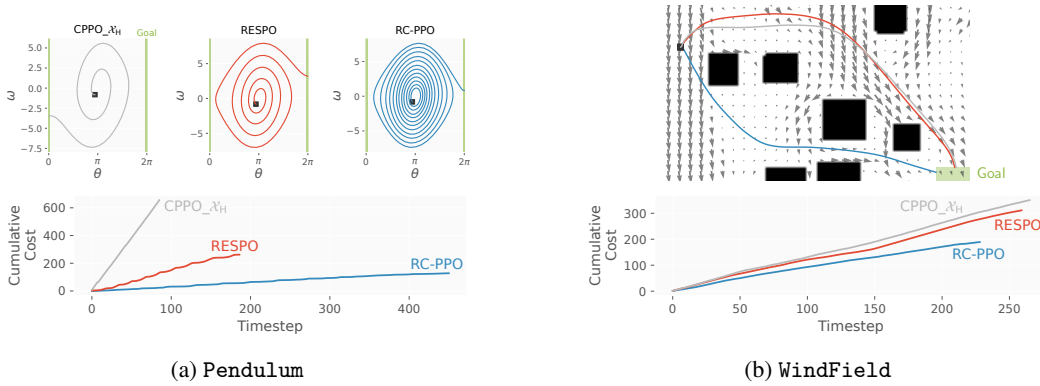 CPPO_𝒳H
Goal
RESPO
RC-PPO
5.0
2.5
0.0
−2.5
−5.0
−7.5
ω
0
π
2π
θ
5
0
−5
ω
0
π
2π
θ
5
0
−5
ω
0
π
2π
θ
Goal
600
400
200
0
Cumulative
Cost
CPPO_𝒳H
RESPO
RC-PPO
0
100
200
300
400
Timestep
300
200
100
0
Cumulative
Cost
CPPO_𝒳H
RESPO
RC-PPO
0
50
100
150
200
250
Timestep
(a) Pendulum
(b) WindField